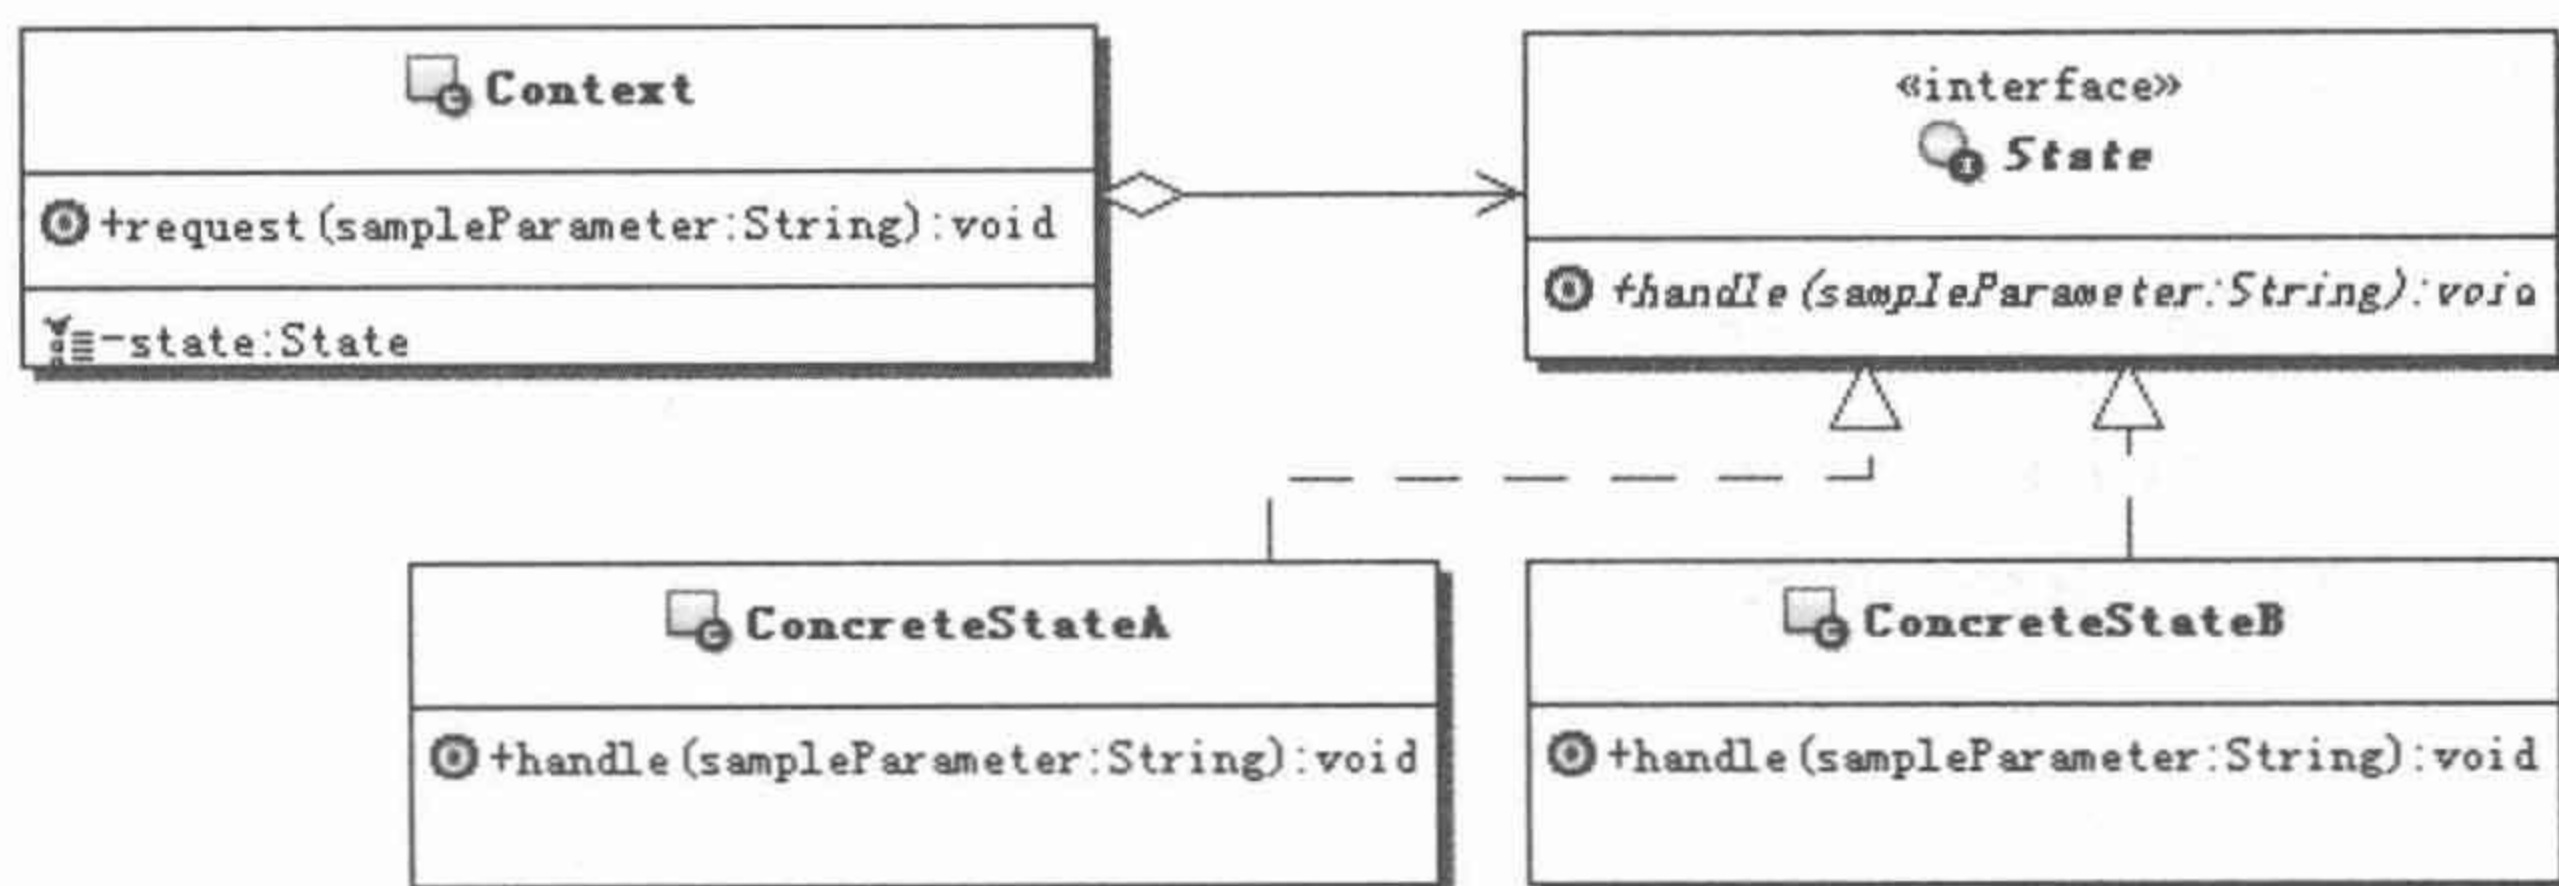 Context
+request(sampleParameter:String):void
-state:State
«interface»
State
+handle(sampleParameter:String):void
ConcreteStateA
+handle(sampleParameter:String):void
ConcreteStateB
+handle(sampleParameter:String):void